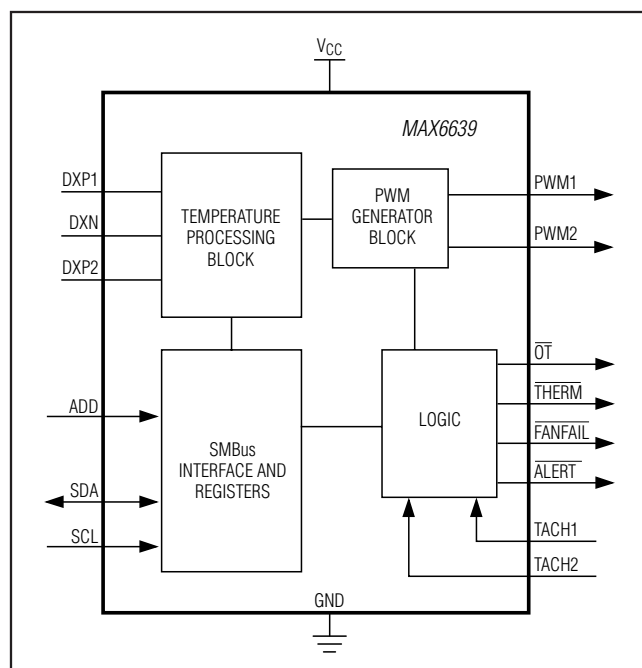 VCC
MAX6639
DXP1
DXN
DXP2
TEMPERATURE
PROCESSING
BLOCK
PWM
GENERATOR
BLOCK
PWM1
PWM2
ADD
SDA
SCL
SMBus
INTERFACE AND
REGISTERS
LOGIC
OT
THERM
FANFAIL
ALERT
TACH1
TACH2
GND